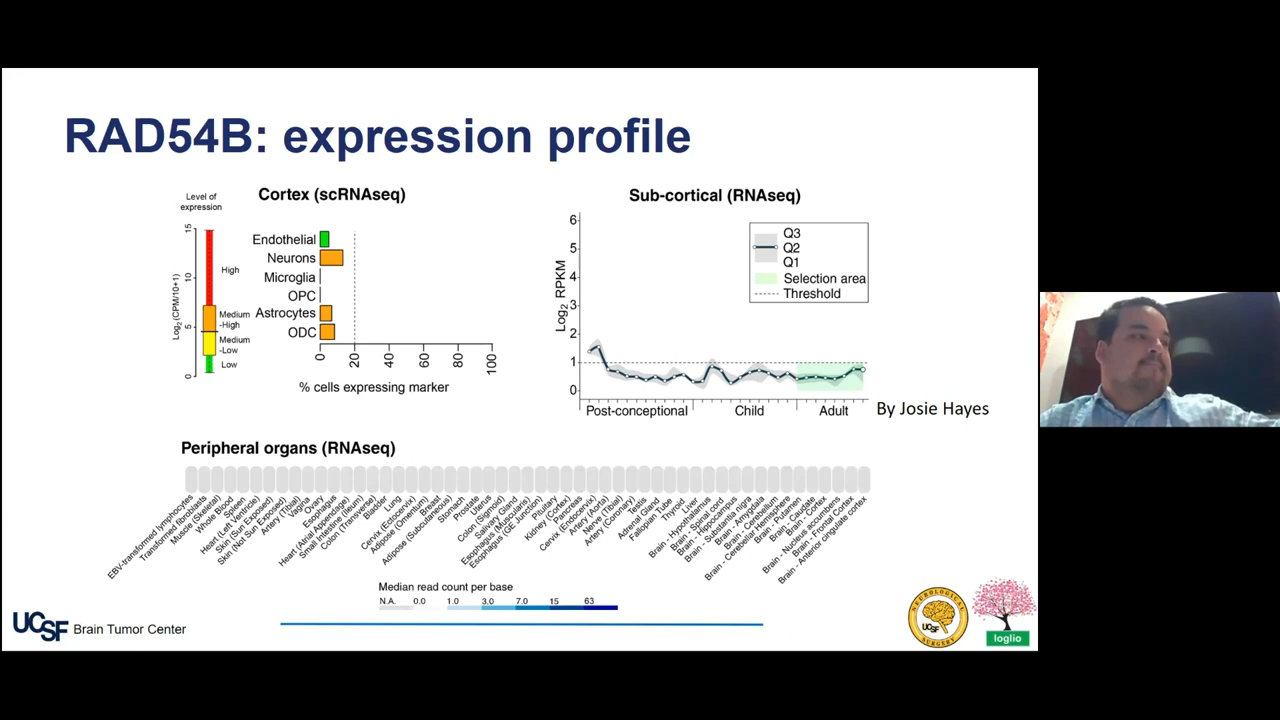 RAD54B: expression profile
Level of
expression
Cortex (scRNAseq)
Log2 (CPM/10+1)
15
10
5
0
High
Medium
-High
Medium
-Low
Low
Endothelial
Neurons
Microglia
OPC
Astrocytes
ODC
0
20
40
60
80
100
% cells expressing marker
Sub-cortical (RNAseq)
Log2 RPKM
6
5
4
3
2
1
0
Q3
Q2
Q1
Selection area
Threshold
Post-conceptional
Child
Adult
By Josie Hayes
Peripheral organs (RNAseq)
EBV-transformed lymphocytes
Transformed fibroblasts
Muscle (Skeletal)
Whole Blood
Spleen
Heart (Left Ventricle)
Skin (Sun Exposed)
Skin (Not Sun Exposed)
Artery (Tibial)
Vagina
Ovary
Esophagus
Heart (Atrial Appendage)
Small Intestine (Ileum)
Colon (Transverse)
Bladder
Lung
Cervix (Ectocervix)
Adipose (Omentum)
Breast
Adipose (Subcutaneous)
Stomach
Prostate
Uterus
Colon (Sigmoid)
Salivary Gland
Esophagus (Muscularis)
Esophagus (GE Junction)
Pituitary
Kidney (Cortex)
Pancreas
Cervix (Endocervix)
Artery (Aorta)
Nerve (Tibial)
Artery (Coronary)
Testis
Adrenal Gland
Fallopian Tube
Thyroid
Liver
Brain - Hypothalamus
Brain - Spinal cord
Brain - Hippocampus
Brain - Substantia nigra
Brain - Amygdala
Brain - Cerebellum
Brain - Cerebellar Hemisphere
Brain - Putamen
Brain - Caudate
Brain - Cortex
Brain - Nucleus accumbens
Brain - Frontal Cortex
Brain - Anterior cingulate cortex
Median read count per base
N.A. 0.0 1.0 3.0 7.0 15 63
UCSF Brain Tumor Center
NEUROLOGICAL
UCSF
SURGERY
loglio